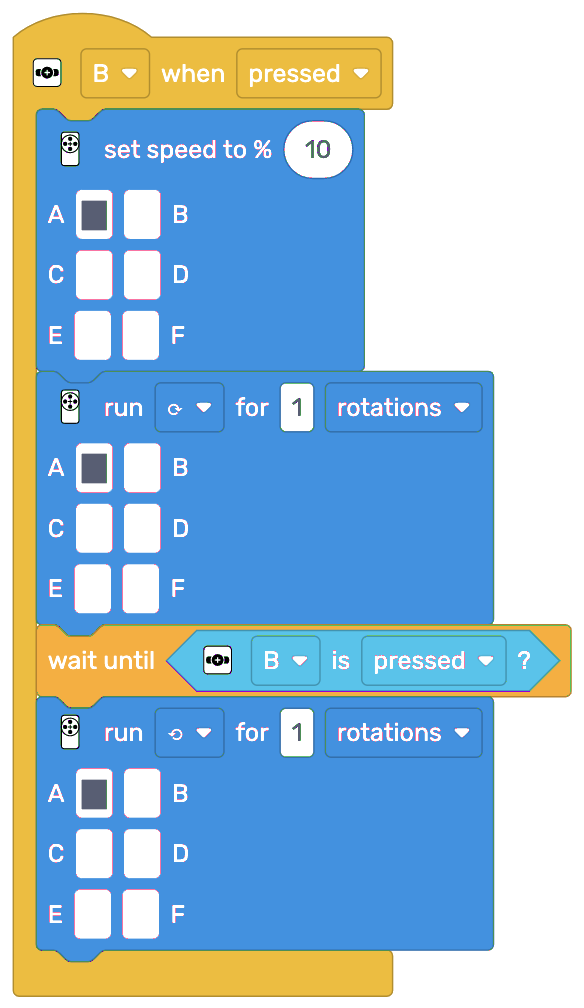 B when pressed
set speed to % 10
A B
C D
E F
run ⟳ for 1 rotations
A B
C D
E F
wait until B is pressed ?
run ⟲ for 1 rotations
A B
C D
E F